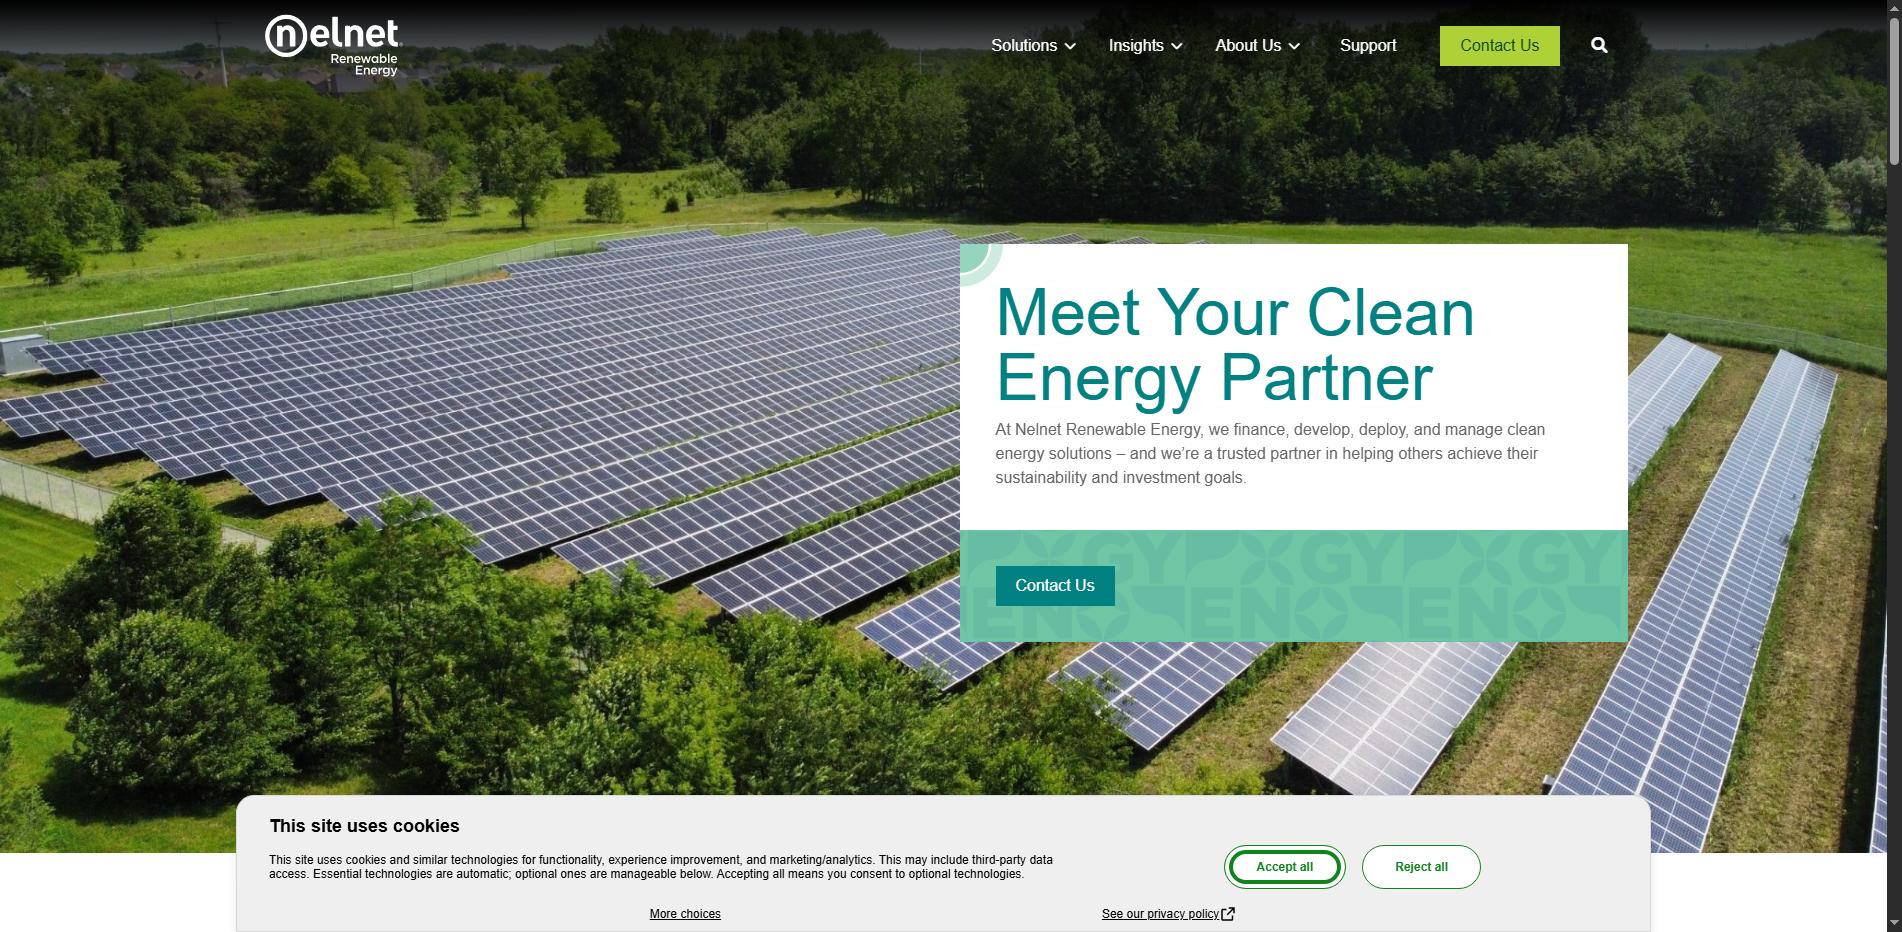 nelnet
Renewable
Energy
Solutions
Insights
About Us
Support
Contact Us
Meet Your Clean
Energy Partner
At Nelnet Renewable Energy, we finance, develop, deploy, and manage clean
energy solutions – and we’re a trusted partner in helping others achieve their
sustainability and investment goals.
Contact Us
This site uses cookies
This site uses cookies and similar technologies for functionality, experience improvement, and marketing/analytics. This may include third-party data
access. Essential technologies are automatic; optional ones are manageable below. Accepting all means you consent to optional technologies.
Accept all
Reject all
More choices
See our privacy policy